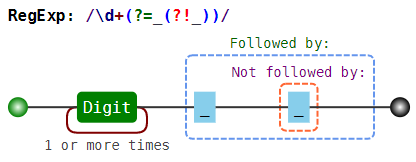 RegExp: /\d+(?=_(?!_))/
Followed by:
Not followed by:
Digit _ _
1 or more times